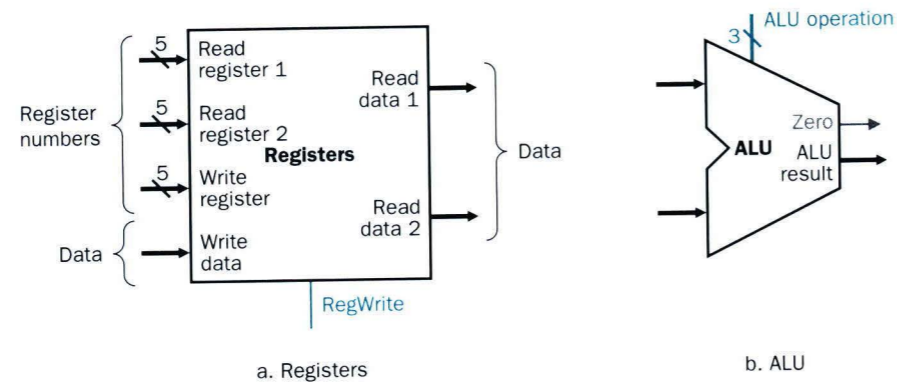 Register
numbers
Data
5
5
5
Read
register 1
Read
register 2
Registers
Write
register
Write
data
Read
data 1
Read
data 2
Data
RegWrite
a. Registers
ALU operation
3
Zero
ALU
ALU
result
b. ALU